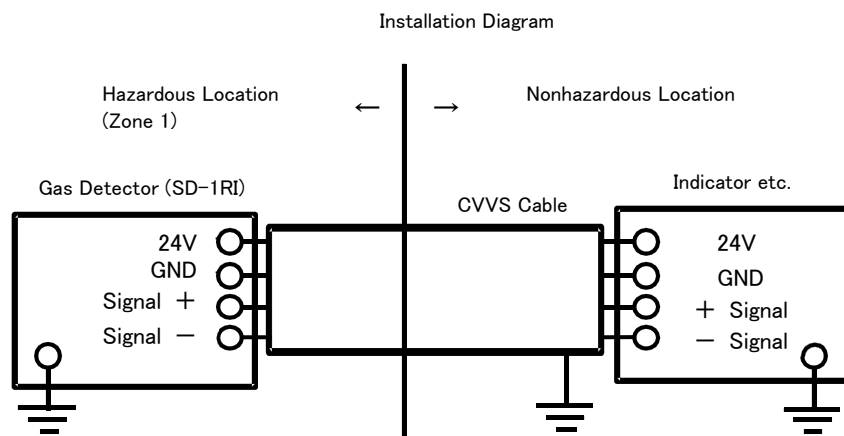 Installation Diagram
Hazardous Location
(Zone 1)
← →
Nonhazardous Location
Gas Detector (SD-1RI)
CVVS Cable
Indicator etc.
24V
GND
Signal +
Signal −
24V
GND
+ Signal
− Signal